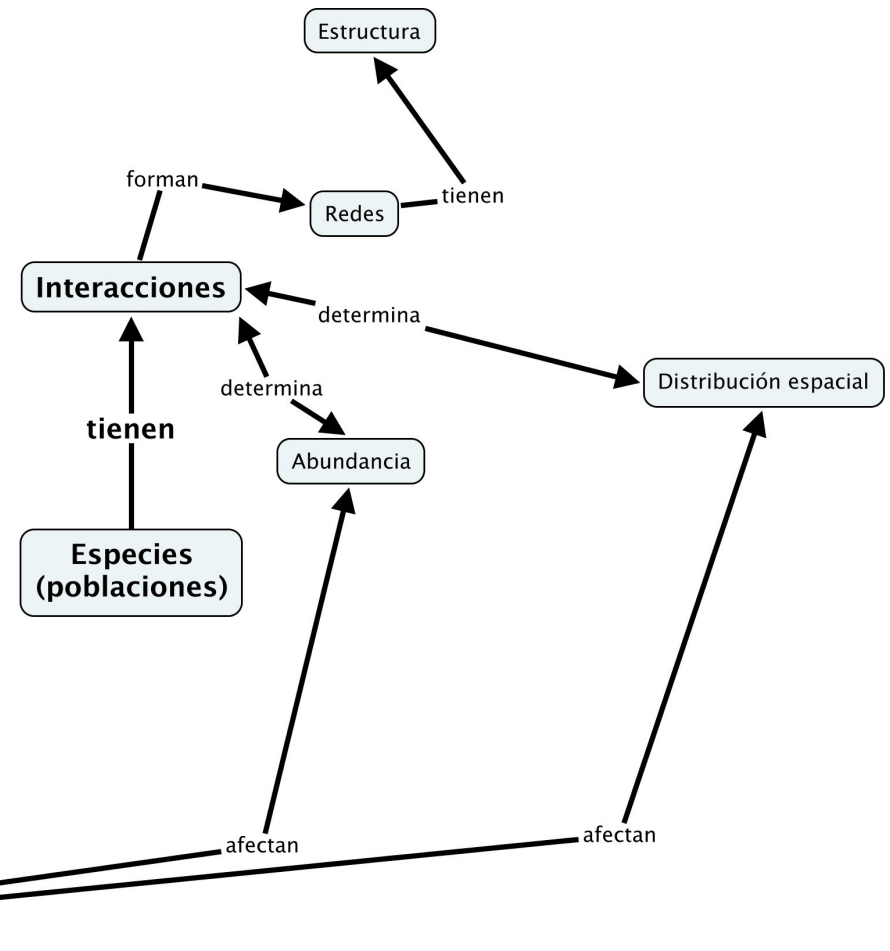 Estructura
forman
tienen
Redes
Interacciones
determina
Distribución espacial
determina
tienen
Abundancia
Especies
(poblaciones)
afectan
afectan